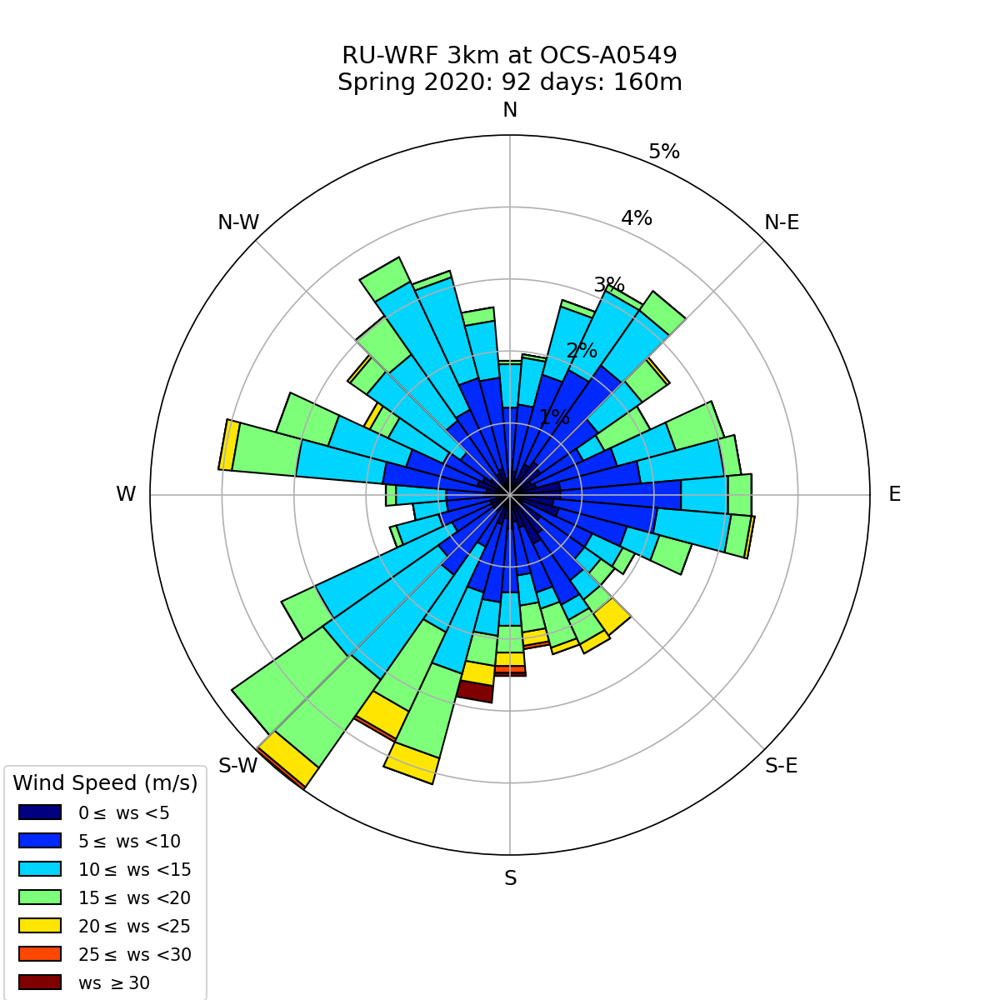 RU-WRF 3km at OCS-A0549
Spring 2020: 92 days: 160m
N
5%
N-W
4%
N-E
3%
2%
1%
W
E
S-W
S-E
S
Wind Speed (m/s)
0≤ ws <5
5≤ ws <10
10≤ ws <15
15≤ ws <20
20≤ ws <25
25≤ ws <30
ws ≥30